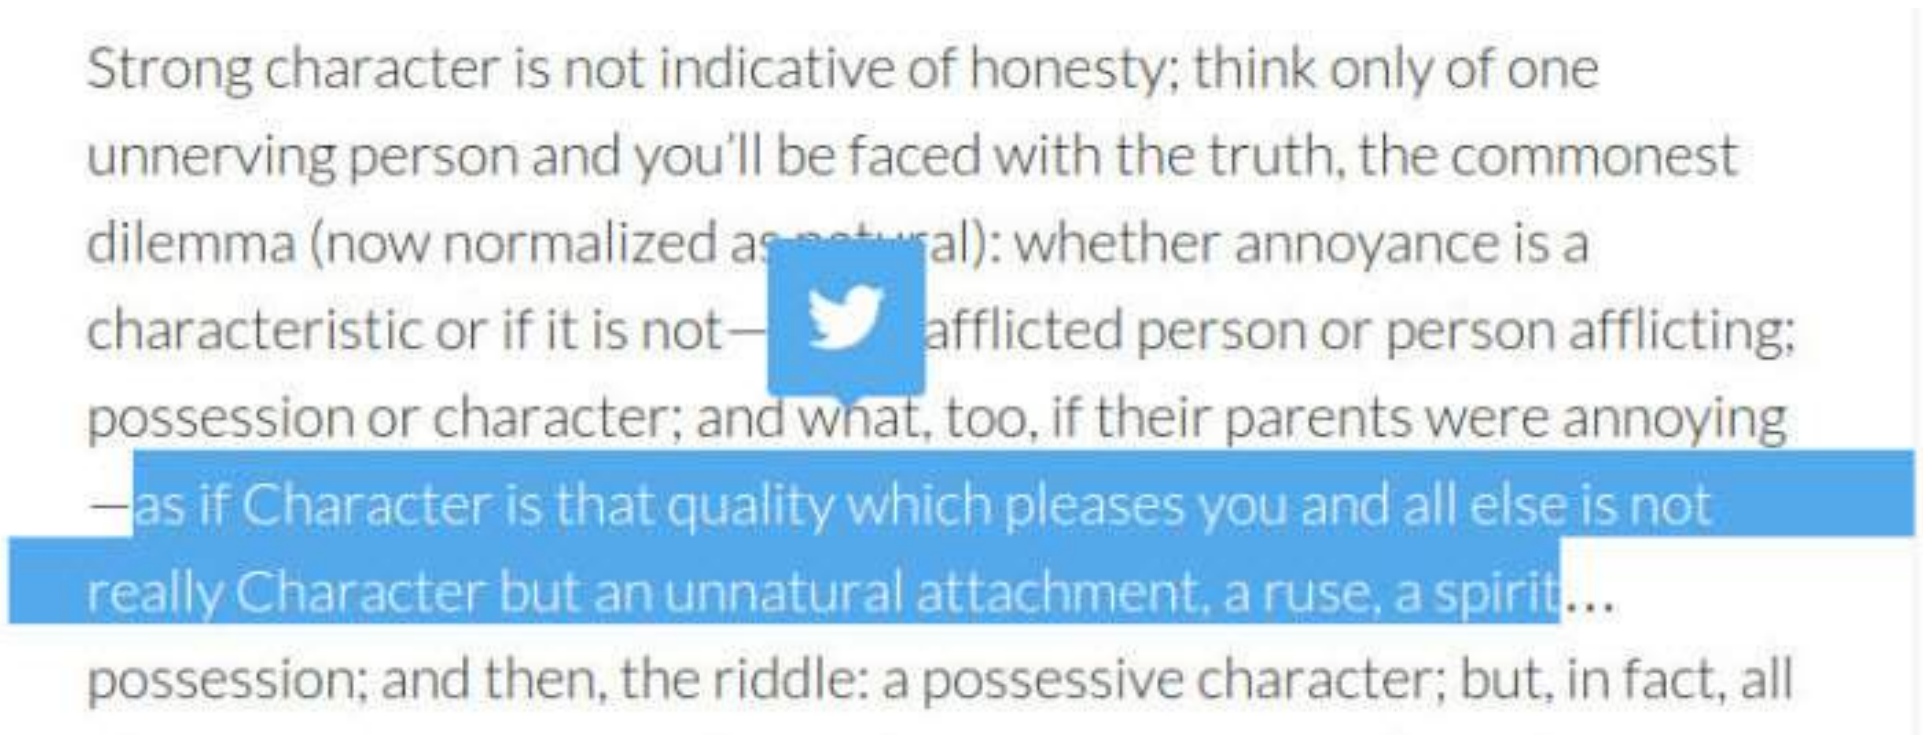 Strong character is not indicative of honesty; think only of one
unnerving person and you’ll be faced with the truth, the commonest
dilemma (now normalized as natural): whether annoyance is a
characteristic or if it is not— afflicted person or person afflicting;
possession or character; and what, too, if their parents were annoying
—as if Character is that quality which pleases you and all else is not
really Character but an unnatural attachment, a ruse, a spirit…
possession; and then, the riddle: a possessive character; but, in fact, all